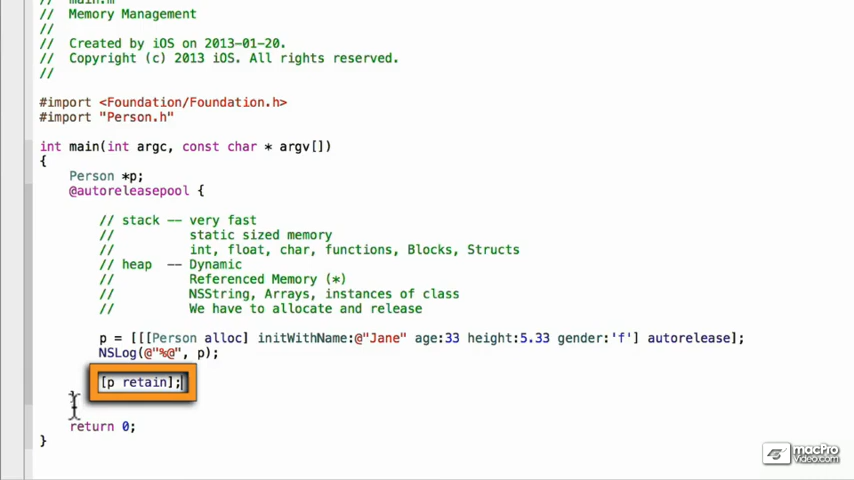 // main.m
// Memory Management
//
// Created by iOS on 2013-01-20.
// Copyright (c) 2013 iOS. All rights reserved.
//
#import <Foundation/Foundation.h>
#import "Person.h"
int main(int argc, const char * argv[])
{
Person *p;
@autoreleasepool {
// stack -- very fast
// static sized memory
// int, float, char, functions, Blocks, Structs
// heap -- Dynamic
// Referenced Memory (*)
// NSString, Arrays, instances of class
// We have to allocate and release
p = [[[Person alloc] initWithName:@"Jane" age:33 height:5.33 gender:'f'] autorelease];
NSLog(@"%@", p);
[p retain];
}
return 0;
}
macPro
Video.com